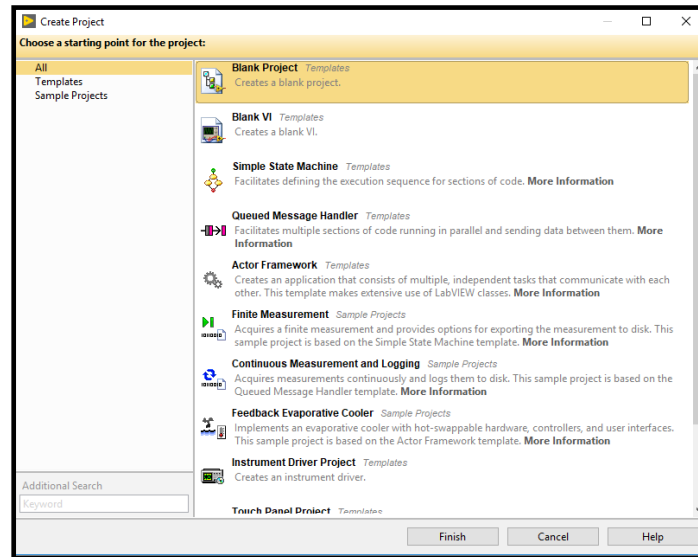 Create Project
Choose a starting point for the project:
All
Templates
Sample Projects
Blank Project Templates
Creates a blank project.
Blank VI Templates
Creates a blank VI.
Simple State Machine Templates
Facilitates defining the execution sequence for sections of code. More Information
Queued Message Handler Templates
Facilitates multiple sections of code running in parallel and sending data between them. More
Information
Actor Framework Templates
Creates an application that consists of multiple, independent tasks that communicate with each
other. This template makes extensive use of LabVIEW classes. More Information
Finite Measurement Sample Projects
Acquires a finite measurement and provides options for exporting the measurement to disk. This
sample project is based on the Simple State Machine template. More Information
Continuous Measurement and Logging Sample Projects
Acquires measurements continuously and logs them to disk. This sample project is based on the
Queued Message Handler template. More Information
Feedback Evaporative Cooler Sample Projects
Implements an evaporative cooler with hot-swappable hardware, controllers, and user interfaces.
This sample project is based on the Actor Framework template. More Information
Instrument Driver Project Templates
Creates an instrument driver.
Touch Panel Project Templates
Additional Search
Keyword
Finish
Cancel
Help